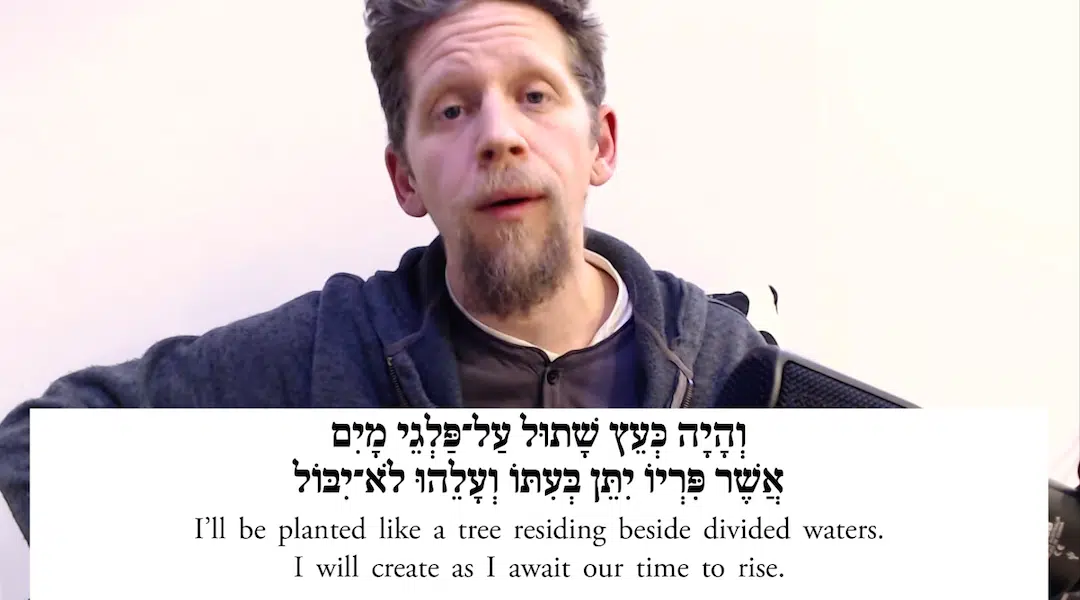 וְהָיָה כְּעֵץ שָׁתוּל עַל־פַּלְגֵי מָיִם
אֲשֶׁר פִּרְיוֹ יִתֵּן בְּעִתּוֹ וְעָלֵהוּ לֹא־יִבּוֹל
I’ll be planted like a tree residing beside divided waters.
I will create as I await our time to rise.